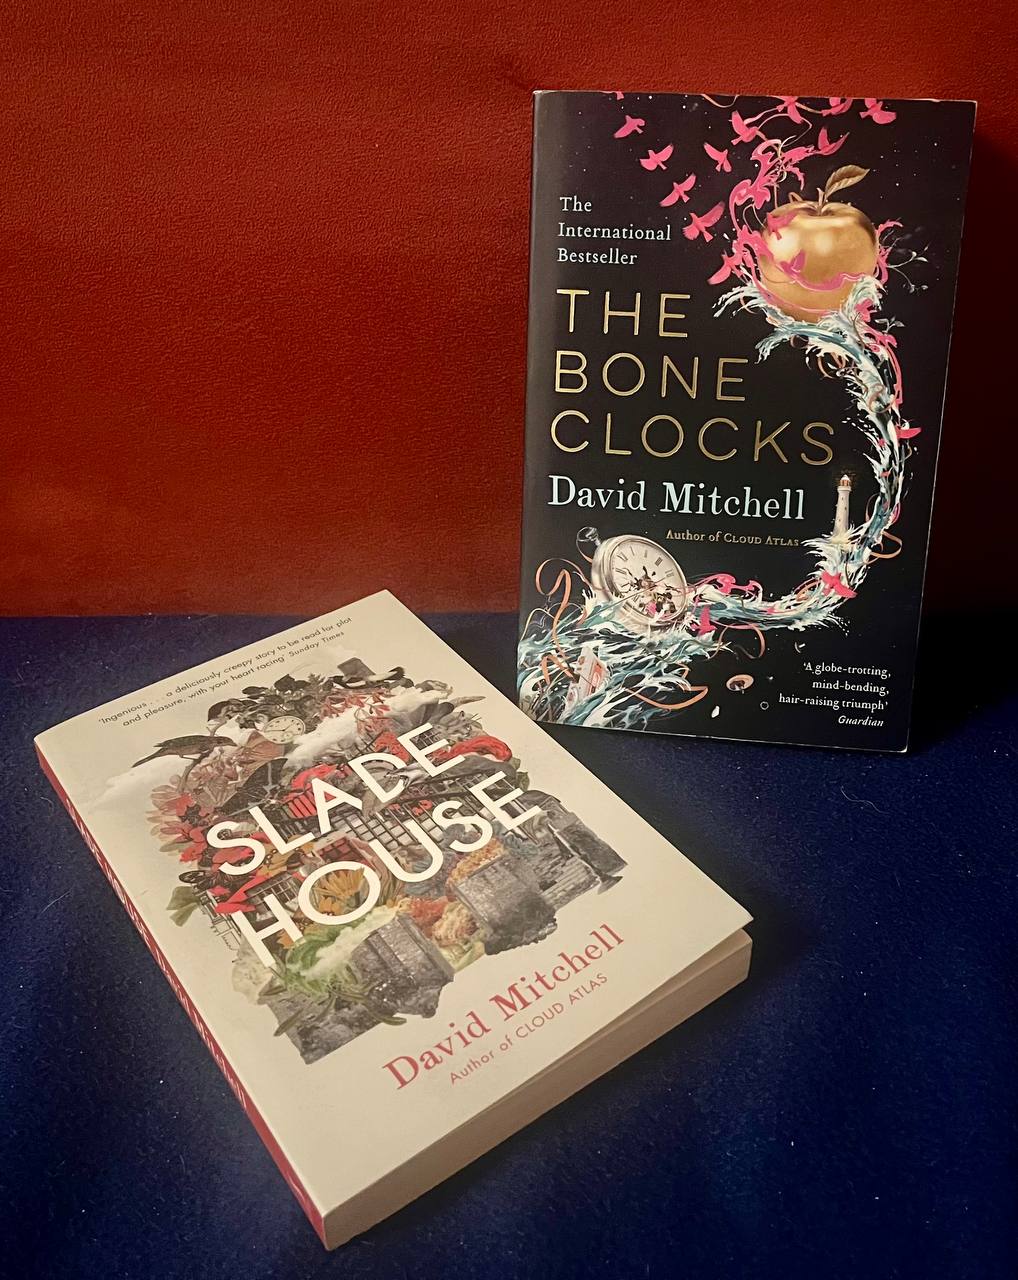 The
International
Bestseller
THE
BONE
CLOCKS
David Mitchell
Author of CLOUD ATLAS
'A globe-trotting,
mind-bending,
hair-raising triumph'
Guardian
'Ingenious . . . a deliciously creepy story to be read for plot
and pleasure, with your heart racing' Sunday Times
SLADE
HOUSE
David Mitchell
Author of CLOUD ATLAS